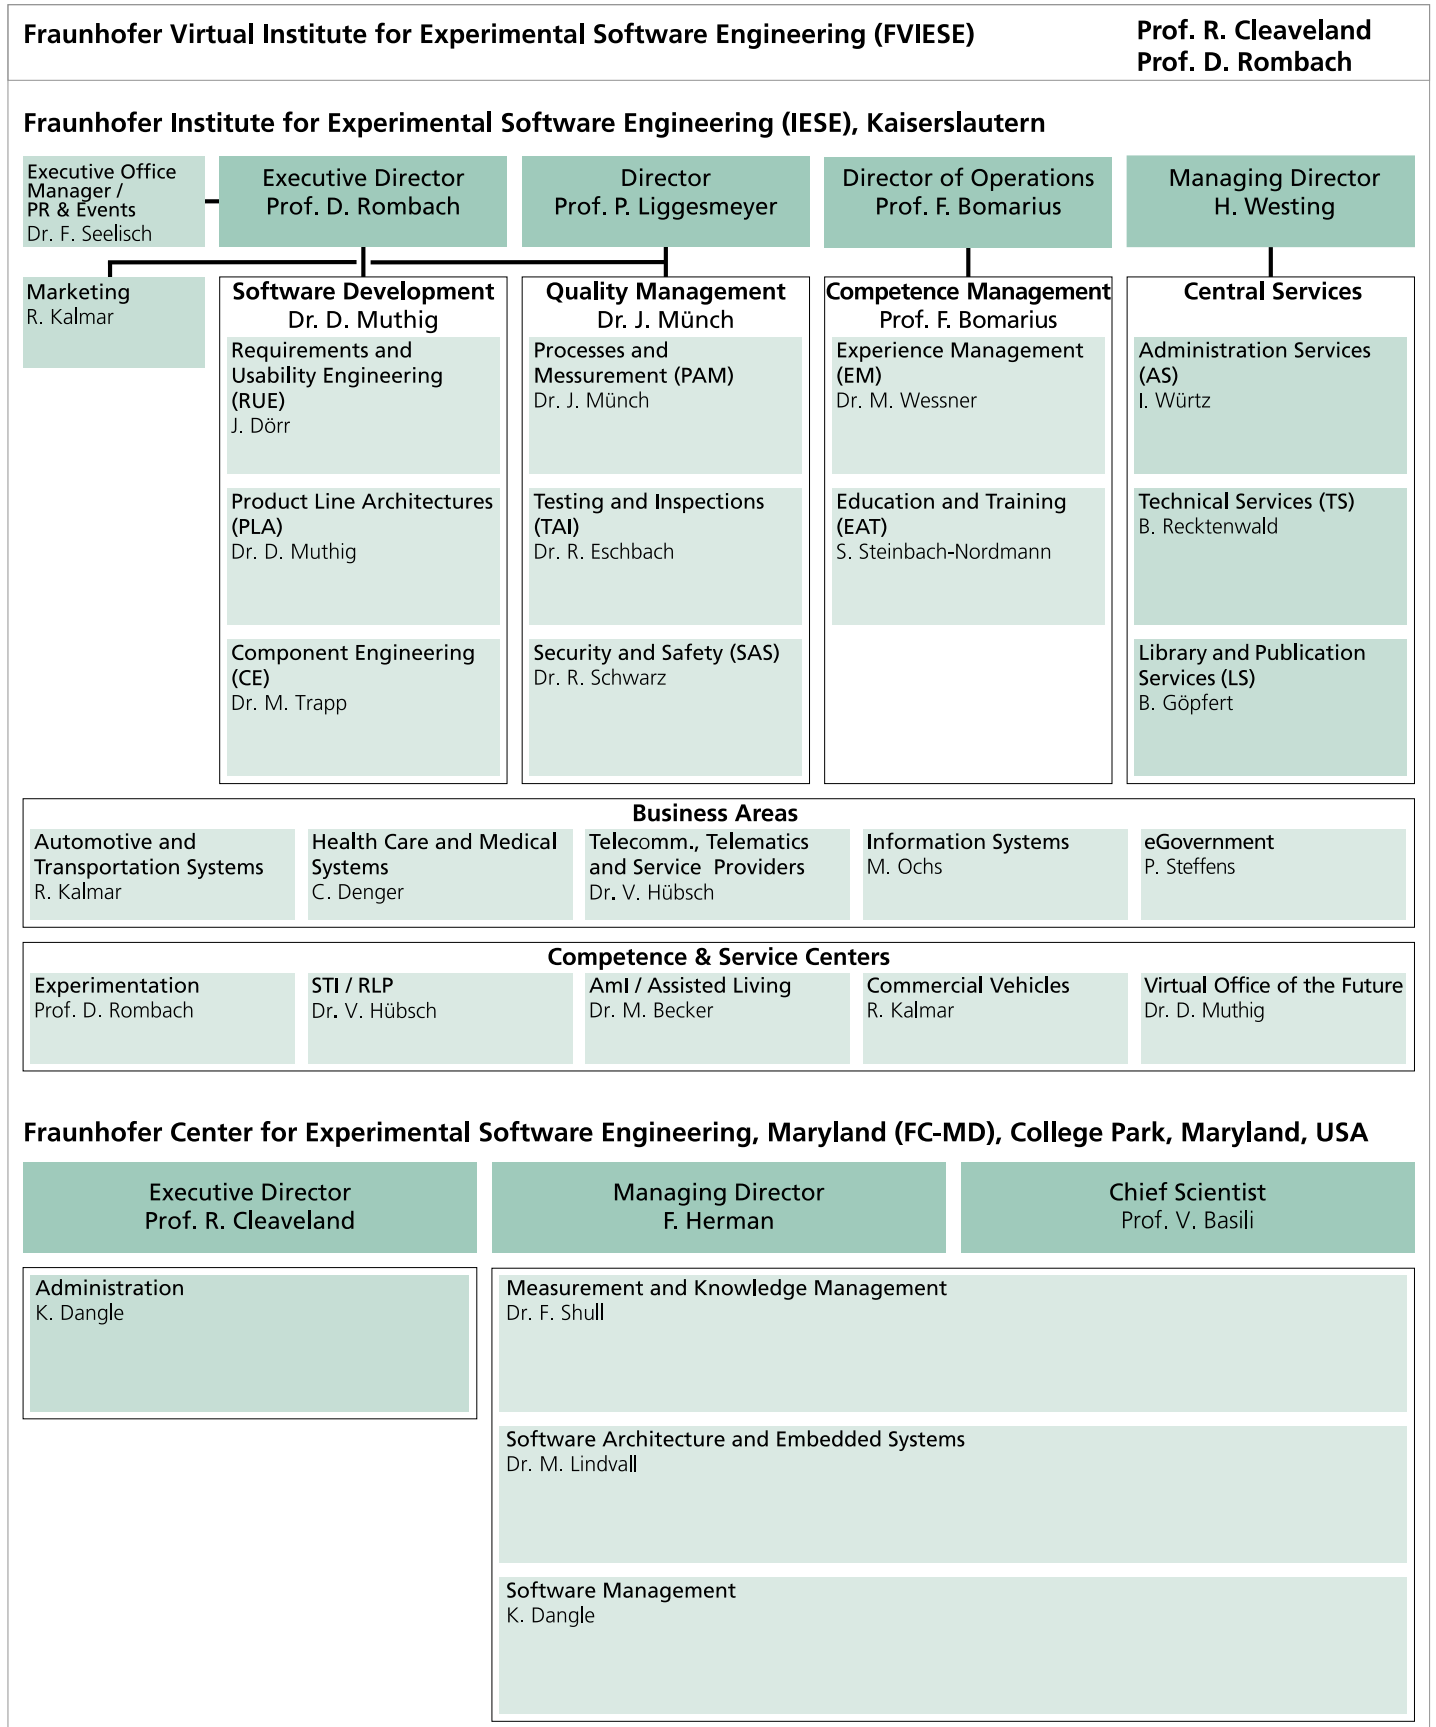 Fraunhofer Virtual Institute for Experimental Software Engineering (FVIESE)
Prof. R. Cleaveland
Prof. D. Rombach
Fraunhofer Institute for Experimental Software Engineering (IESE), Kaiserslautern
Executive Office
Manager /
PR & Events
Dr. F. Seelisch
Executive Director
Prof. D. Rombach
Director
Prof. P. Liggesmeyer
Director of Operations
Prof. F. Bomarius
Managing Director
H. Westing
Marketing
R. Kalmar
Software Development
Dr. D. Muthig
Requirements and
Usability Engineering
(RUE)
J. Dörr
Product Line Architectures
(PLA)
Dr. D. Muthig
Component Engineering
(CE)
Dr. M. Trapp
Quality Management
Dr. J. Münch
Processes and
Messurement (PAM)
Dr. J. Münch
Testing and Inspections
(TAI)
Dr. R. Eschbach
Security and Safety (SAS)
Dr. R. Schwarz
Competence Management
Prof. F. Bomarius
Experience Management
(EM)
Dr. M. Wessner
Education and Training
(EAT)
S. Steinbach-Nordmann
Central Services
Administration Services
(AS)
I. Würtz
Technical Services (TS)
B. Recktenwald
Library and Publication
Services (LS)
B. Göpfert
Business Areas
Automotive and
Transportation Systems
R. Kalmar
Health Care and Medical
Systems
C. Denger
Telecomm., Telematics
and Service Providers
Dr. V. Hübsch
Information Systems
M. Ochs
eGovernment
P. Steffens
Competence & Service Centers
Experimentation
Prof. D. Rombach
STI / RLP
Dr. V. Hübsch
AmI / Assisted Living
Dr. M. Becker
Commercial Vehicles
R. Kalmar
Virtual Office of the Future
Dr. D. Muthig
Fraunhofer Center for Experimental Software Engineering, Maryland (FC-MD), College Park, Maryland, USA
Executive Director
Prof. R. Cleaveland
Managing Director
F. Herman
Chief Scientist
Prof. V. Basili
Administration
K. Dangle
Measurement and Knowledge Management
Dr. F. Shull
Software Architecture and Embedded Systems
Dr. M. Lindvall
Software Management
K. Dangle